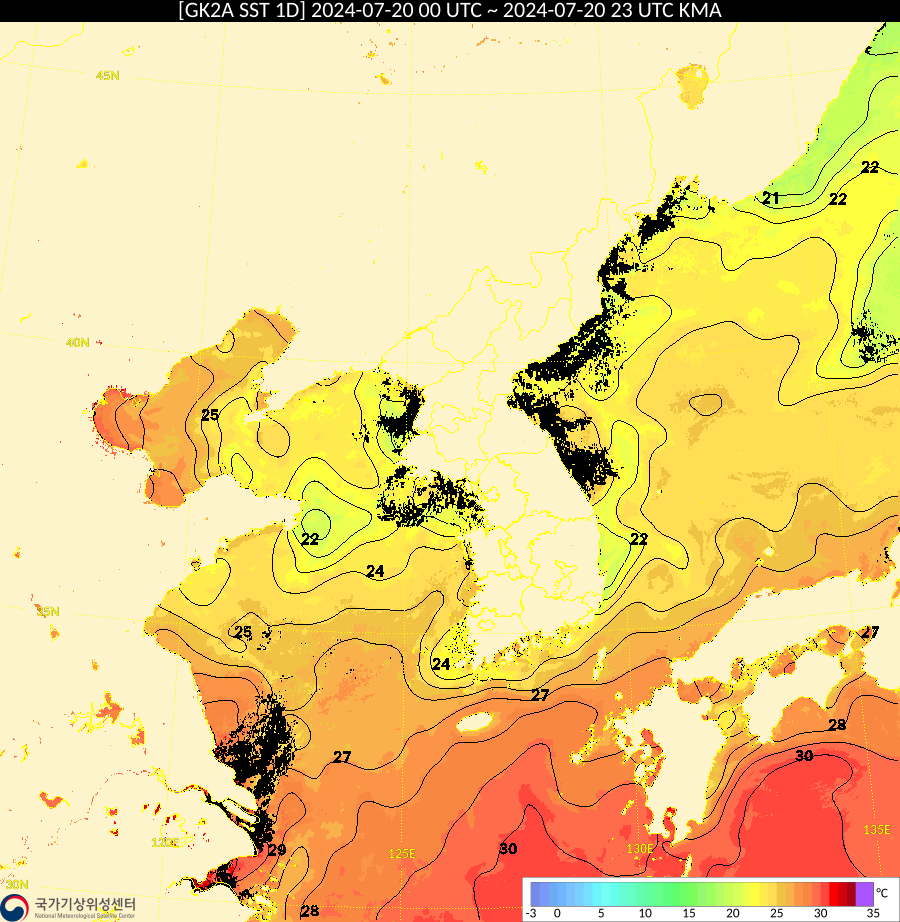 [GK2A SST 1D] 2024-07-20 00 UTC ~ 2024-07-20 23 UTC KMA
45N
22
21
22
40N
25
22
22
24
35N
25
27
24
27
28
27
30
135E
120E
29
30
125E
130E
30N
28
국가기상위성센터
National Meteorological Satellite Center
-3 0 5 10 15 20 25 30 35 °C